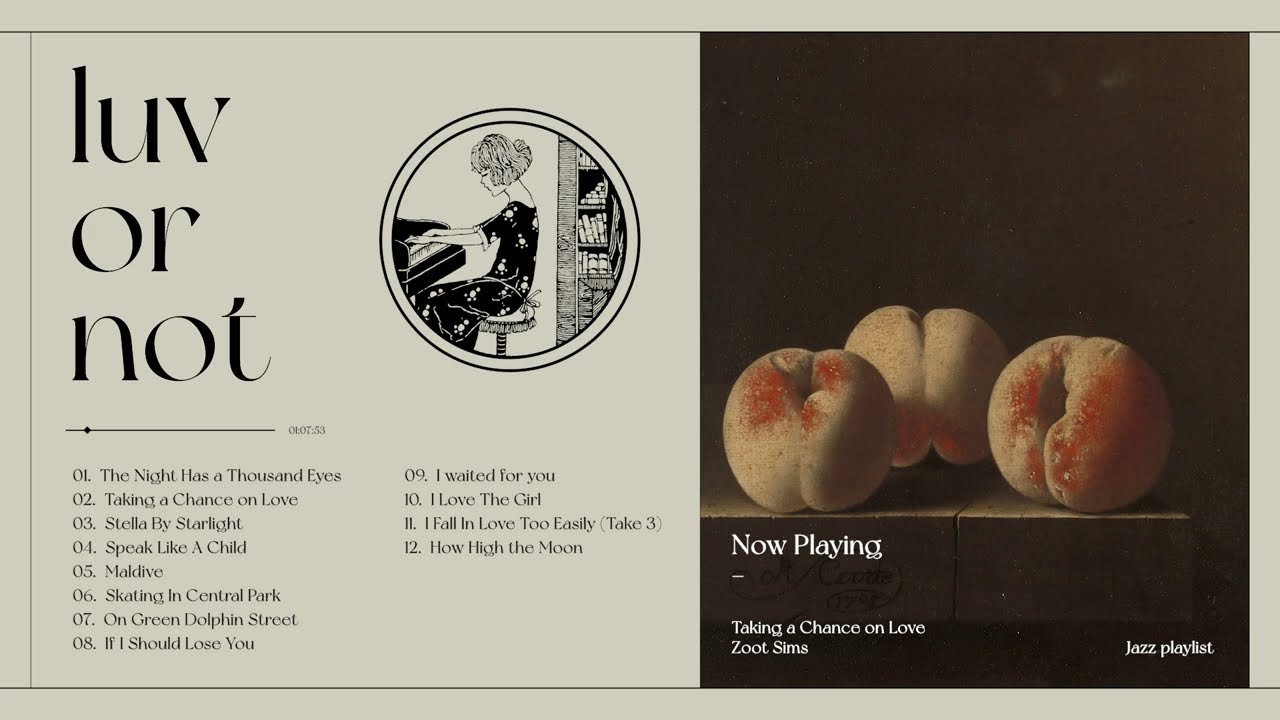 luv
or
not
01:07:53
01. The Night Has a Thousand Eyes
02. Taking a Chance on Love
03. Stella By Starlight
04. Speak Like A Child
05. Maldive
06. Skating In Central Park
07. On Green Dolphin Street
08. If I Should Lose You
09. I waited for you
10. I Love The Girl
11. I Fall In Love Too Easily (Take 3)
12. How High the Moon
Now Playing
–
Taking a Chance on Love
Zoot Sims
Jazz playlist